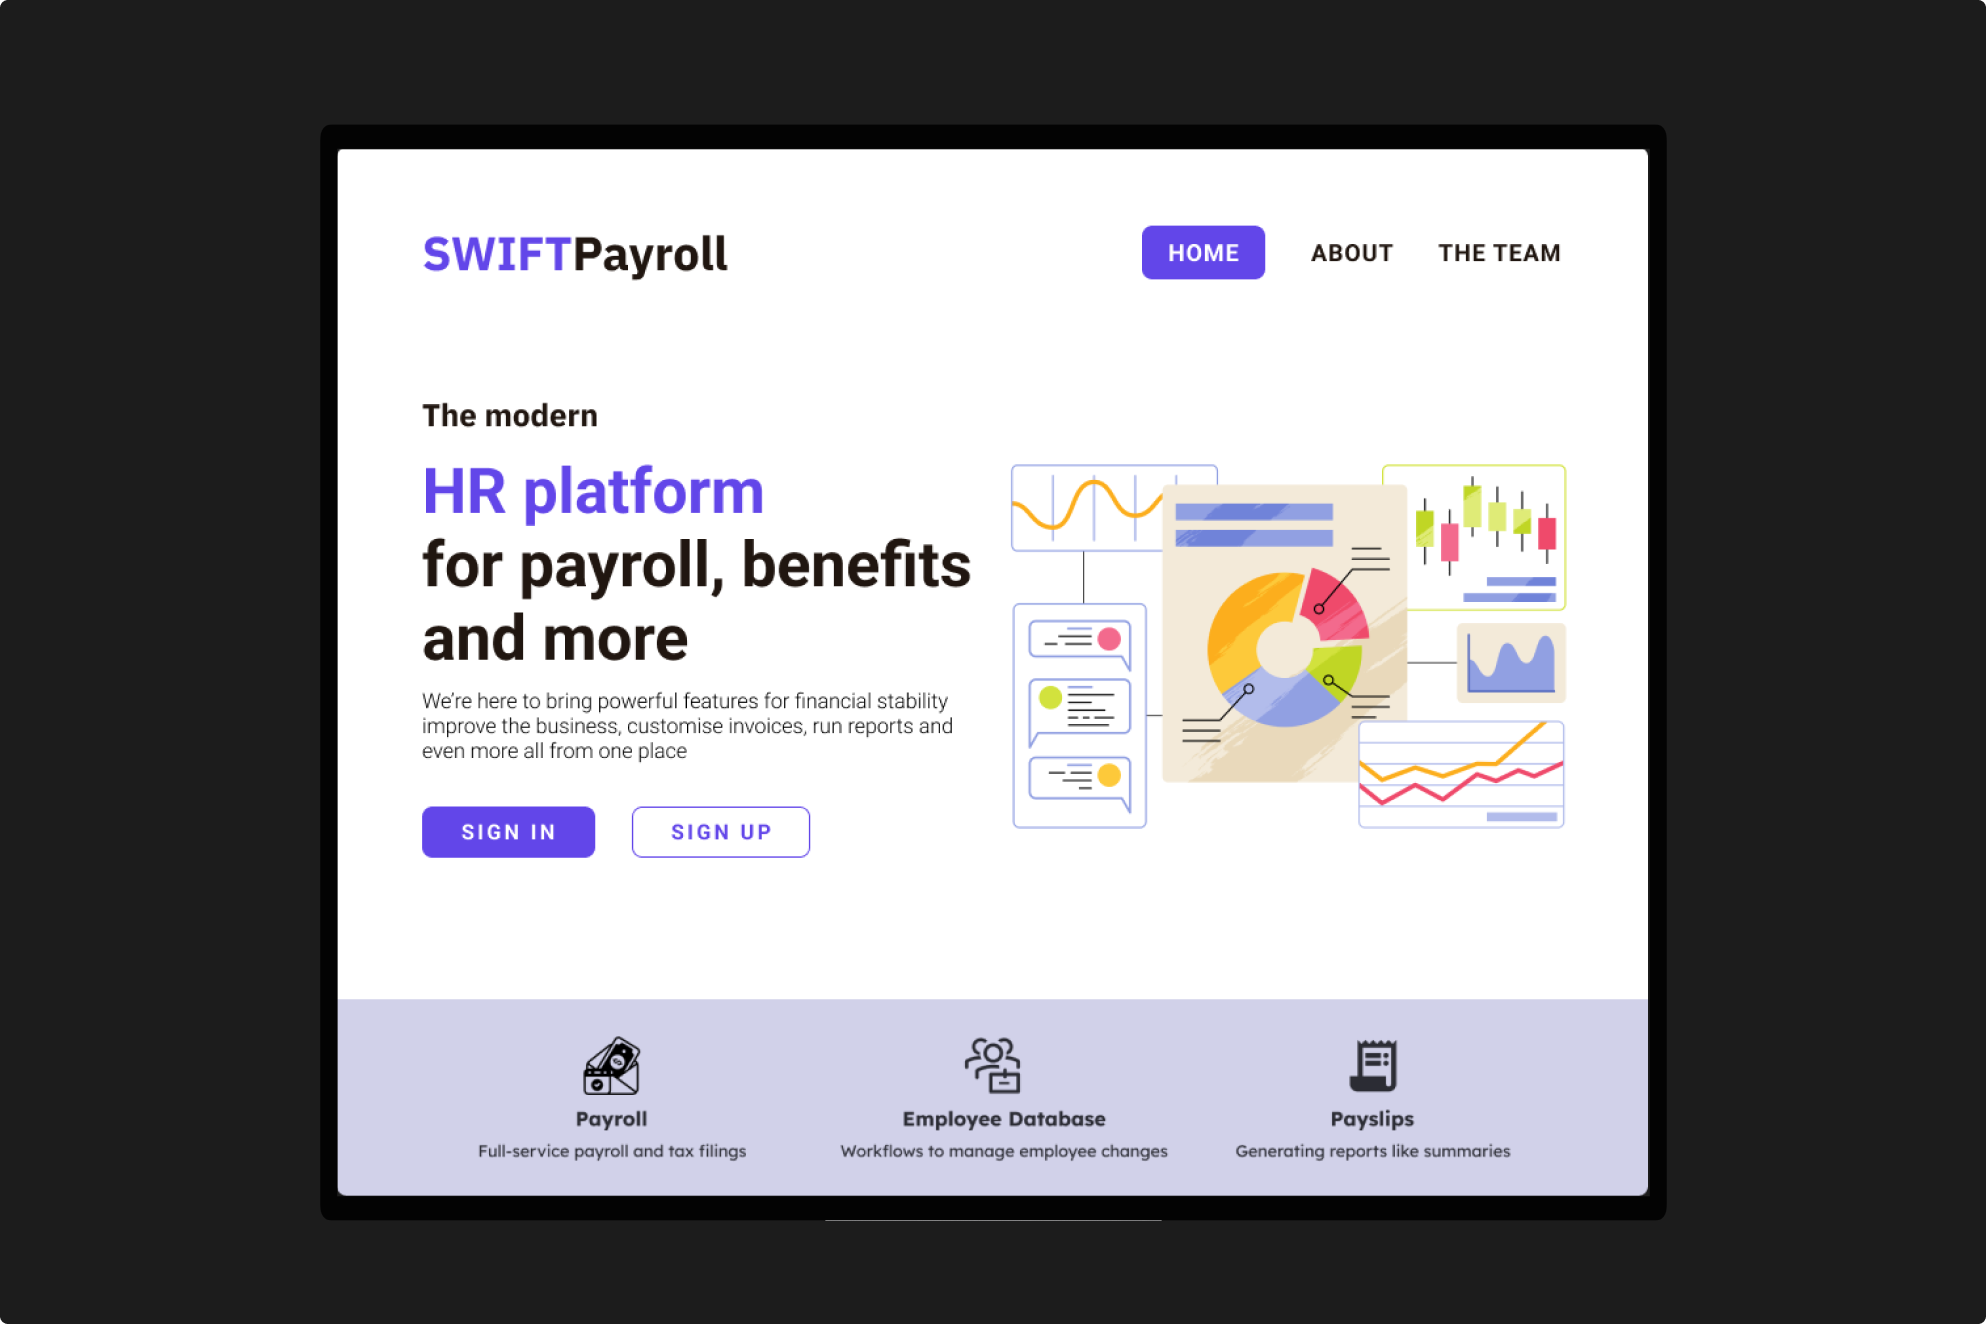 SWIFTPayroll
HOME ABOUT THE TEAM
The modern
HR platform
for payroll, benefits
and more
We’re here to bring powerful features for financial stability
improve the business, customise invoices, run reports and
even more all from one place
SIGN IN SIGN UP
Payroll
Full-service payroll and tax filings
Employee Database
Workflows to manage employee changes
Payslips
Generating reports like summaries